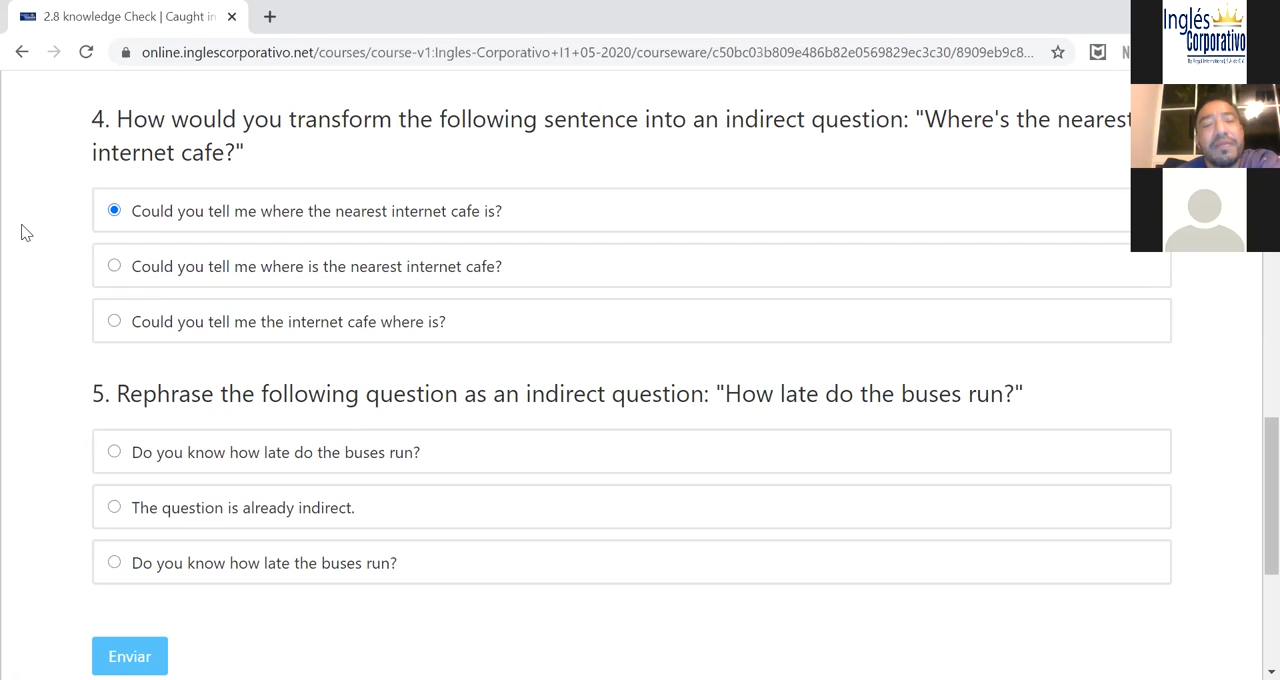 2.8 knowledge Check | Caught in
online.inglescorporativo.net/courses/course-v1:Ingles-Corporativo+I1+05-2020/courseware/c50bc03b809e486b82e0569829ec3c30/8909eb9c8...
N
Inglés
Corporativo
4. How would you transform the following sentence into an indirect question: "Where's the nearest
internet cafe?"
Could you tell me where the nearest internet cafe is?
Could you tell me where is the nearest internet cafe?
Could you tell me the internet cafe where is?
5. Rephrase the following question as an indirect question: "How late do the buses run?"
Do you know how late do the buses run?
The question is already indirect.
Do you know how late the buses run?
Enviar